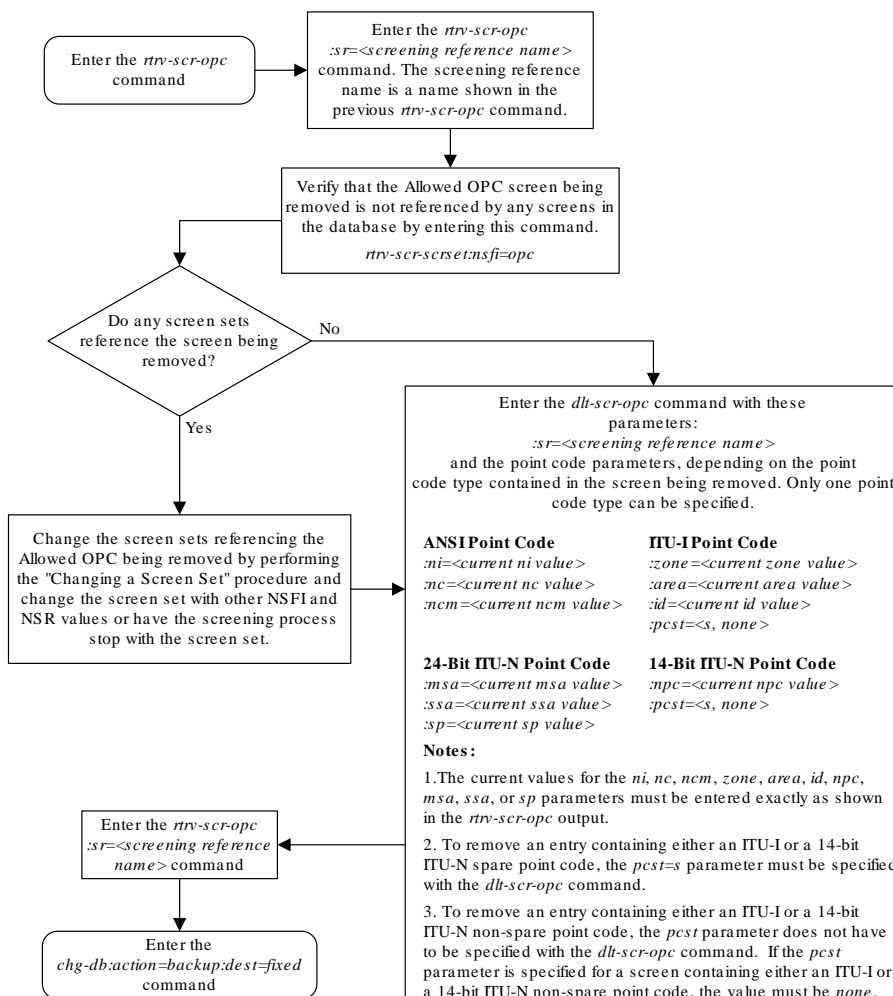 Enter the rtrv-scr-opc
command
Enter the rtrv-scr-opc
:sr=<screening reference name>
command. The screening reference
name is a name shown in the
previous rtrv-scr-opc command.
Verify that the Allowed OPC screen being
removed is not referenced by any screens in
the database by entering this command.
rtrv-scr-scrset:nsfi=opc
Do any screen sets
reference the screen being
removed?
No
Yes
Change the screen sets referencing the
Allowed OPC being removed by performing
the "Changing a Screen Set" procedure and
change the screen set with other NSFI and
NSR values or have the screening process
stop with the screen set.
Enter the dlt-scr-opc command with these
parameters:
:sr=<screening reference name>
and the point code parameters, depending on the point
code type contained in the screen being removed. Only one point
code type can be specified.
ANSI Point Code
:ni=<current ni value>
:nc=<current nc value>
:ncm=<current ncm value>
ITU-I Point Code
:zone=<current zone value>
:area=<current area value>
:id=<current id value>
:pcst=<s, none>
24-Bit ITU-N Point Code
:msa=<current msa value>
:ssa=<current ssa value>
:sp=<current sp value>
14-Bit ITU-N Point Code
:npc=<current npc value>
:pcst=<s, none>
Notes:
1.The current values for the ni, nc, ncm, zone, area, id, npc,
msa, ssa, or sp parameters must be entered exactly as shown
in the rtrv-scr-opc output.
2. To remove an entry containing either an ITU-I or a 14-bit
ITU-N spare point code, the pcst=s parameter must be specified
with the dlt-scr-opc command.
3. To remove an entry containing either an ITU-I or a 14-bit
ITU-N non-spare point code, the pcst parameter does not have
to be specified with the dlt-scr-opc command. If the pcst
parameter is specified for a screen containing either an ITU-I or
a 14-bit ITU-N non-spare point code, the value must be none.
Enter the rtrv-scr-opc
:sr=<screening reference
name> command
Enter the
chg-db:action=backup:dest=fixed
command